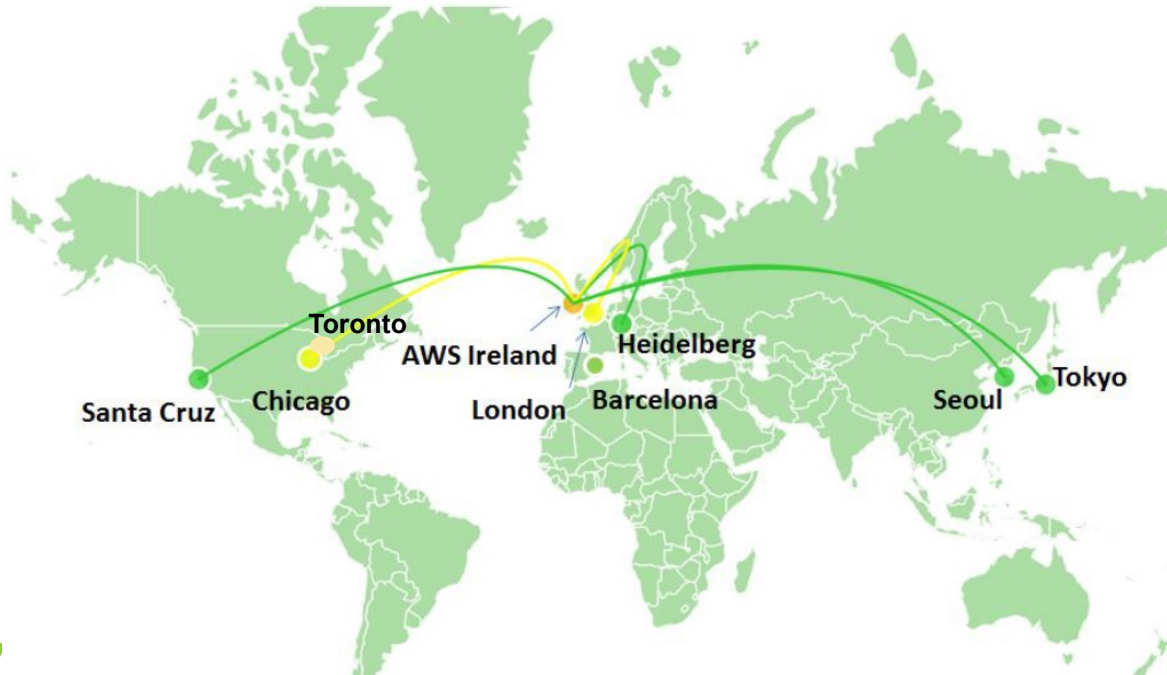 Toronto
AWS Ireland
Heidelberg
Santa Cruz
Chicago
London
Barcelona
Seoul
Tokyo